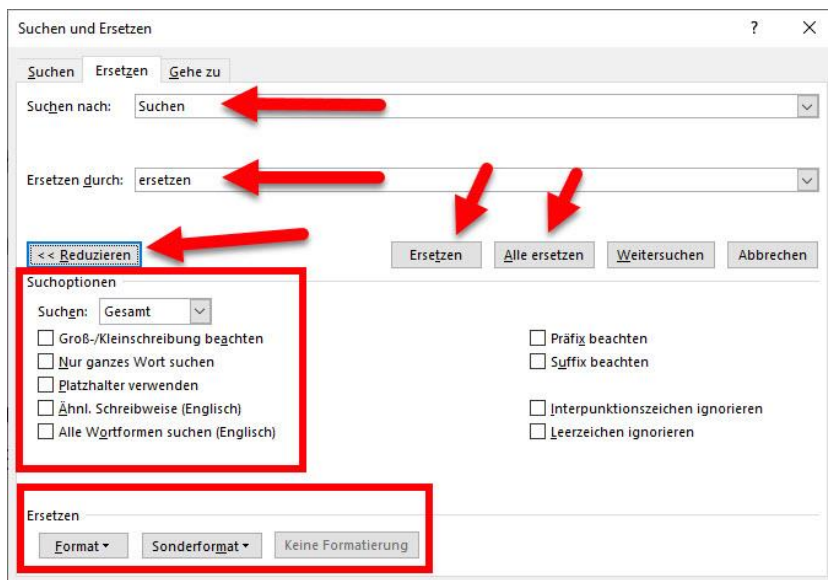 Suchen und Ersetzen ?
Suchen Ersetzen Gehe zu
Suchen nach: Suchen
Ersetzen durch: ersetzen
<< Reduzieren Ersetzen Alle ersetzen Weitersuchen Abbrechen
Suchoptionen
Suchen: Gesamt
Groß-/Kleinschreibung beachten Präfix beachten
Nur ganzes Wort suchen Suffix beachten
Platzhalter verwenden
Ähnl. Schreibweise (Englisch) Interpunktionszeichen ignorieren
Alle Wortformen suchen (Englisch) Leerzeichen ignorieren
Ersetzen
Format Sonderformat Keine Formatierung